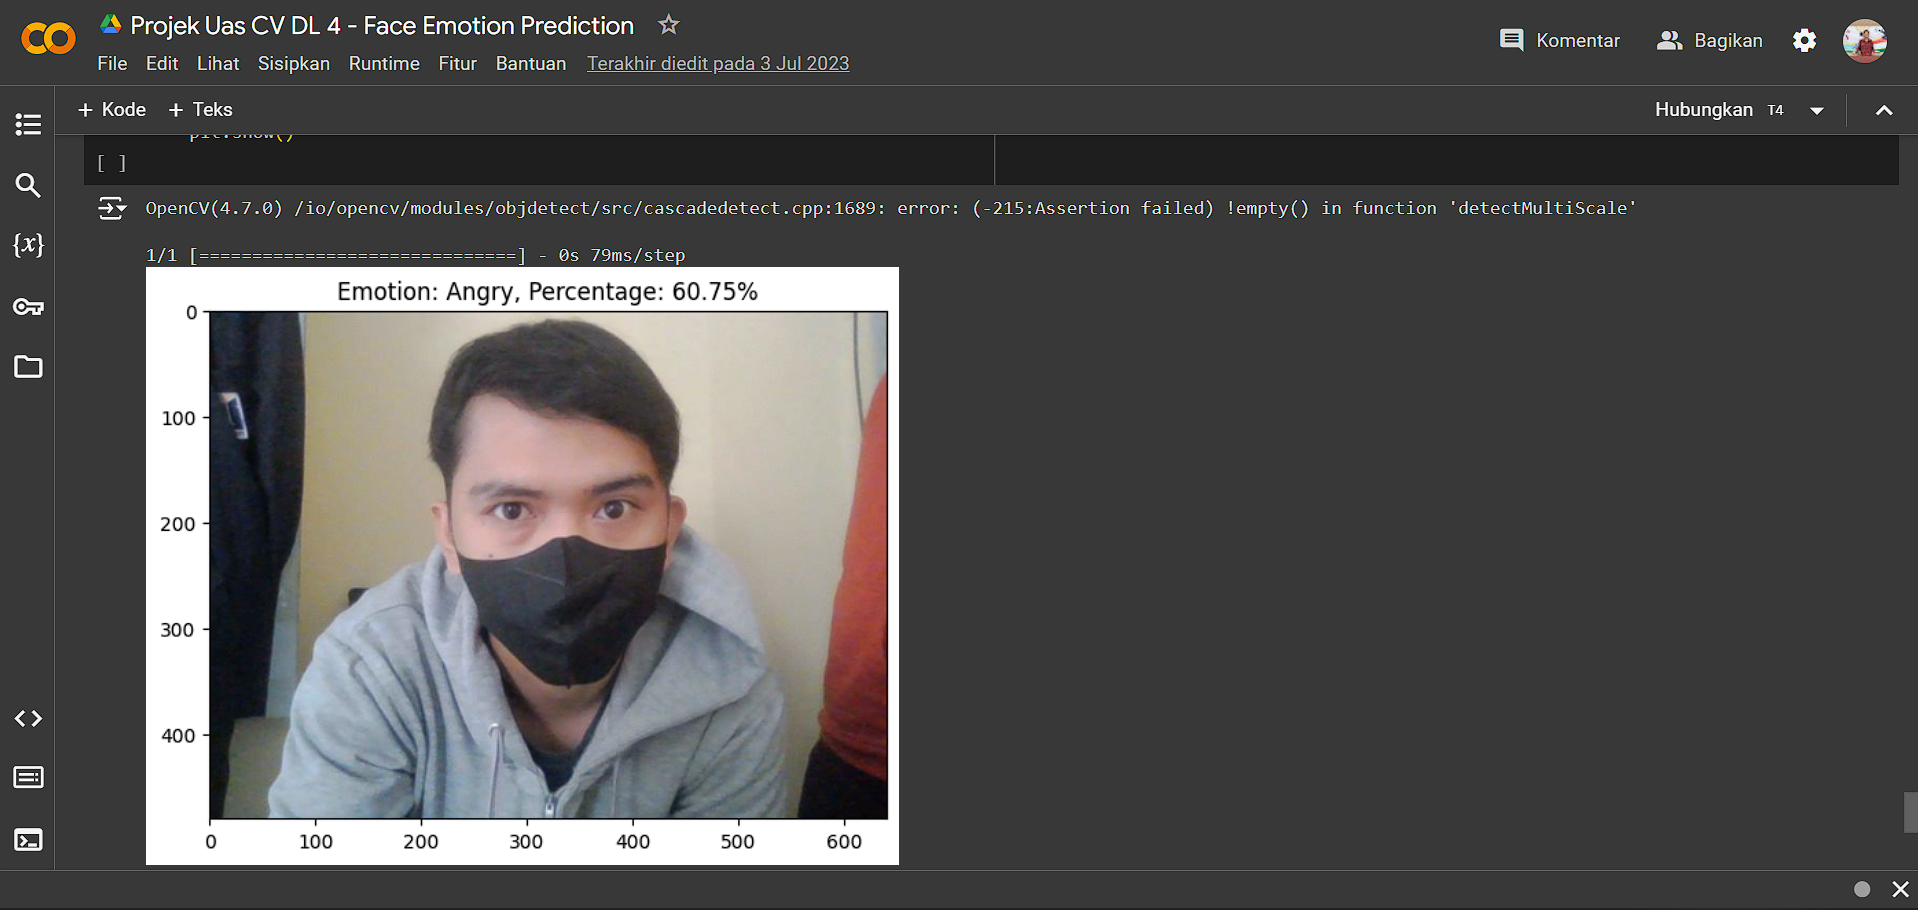 Projek Uas CV DL 4 - Face Emotion Prediction
File Edit Lihat Sisipkan Runtime Fitur Bantuan Terakhir diedit pada 3 Jul 2023
Komentar Bagikan
+ Kode + Teks
Hubungkan T4
plt.show()
[ ]
OpenCV(4.7.0) /io/opencv/modules/objdetect/src/cascadedetect.cpp:1689: error: (-215:Assertion failed) !empty() in function 'detectMultiScale'
{x}
1/1 [==============================] - 0s 79ms/step
Emotion: Angry, Percentage: 60.75%
0
100
200
300
400
0 100 200 300 400 500 600